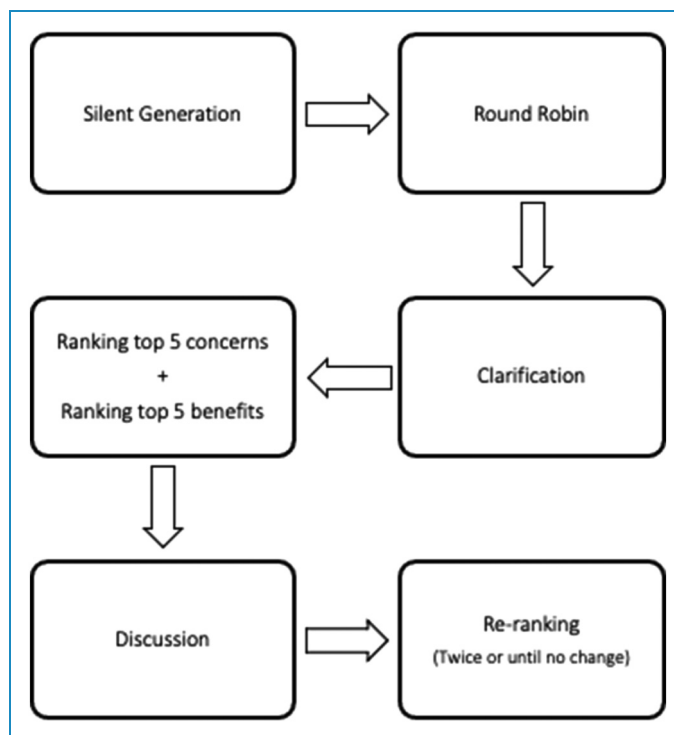 Silent Generation
Round Robin
Clarification
Ranking top 5 concerns
+
Ranking top 5 benefits
Discussion
Re-ranking
(Twice or until no change)